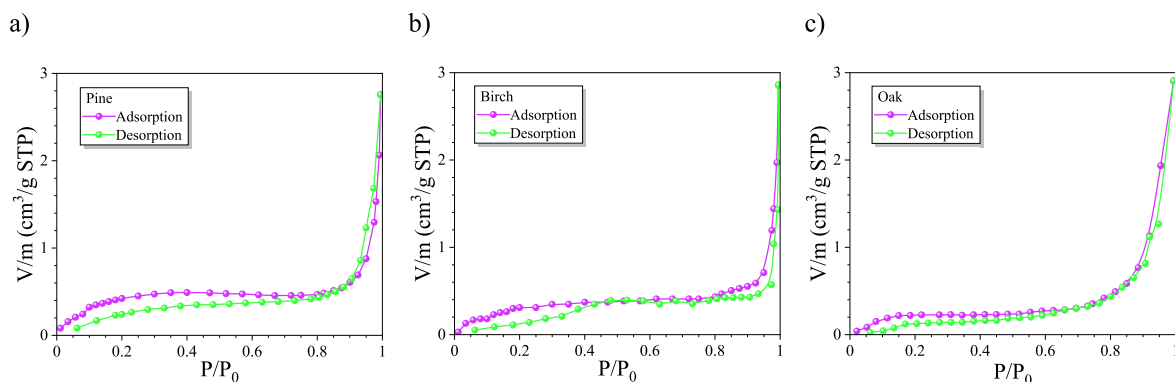 a)
Pine
Adsorption
Desorption
V/m (cm³/g STP)
3
2
1
0
0 0.2 0.4 0.6 0.8 1
P/P₀
b)
Birch
Adsorption
Desorption
V/m (cm³/g STP)
3
2
1
0
0 0.2 0.4 0.6 0.8 1
P/P₀
c)
Oak
Adsorption
Desorption
V/m (cm³/g STP)
3
2
1
0
0 0.2 0.4 0.6 0.8 1
P/P₀